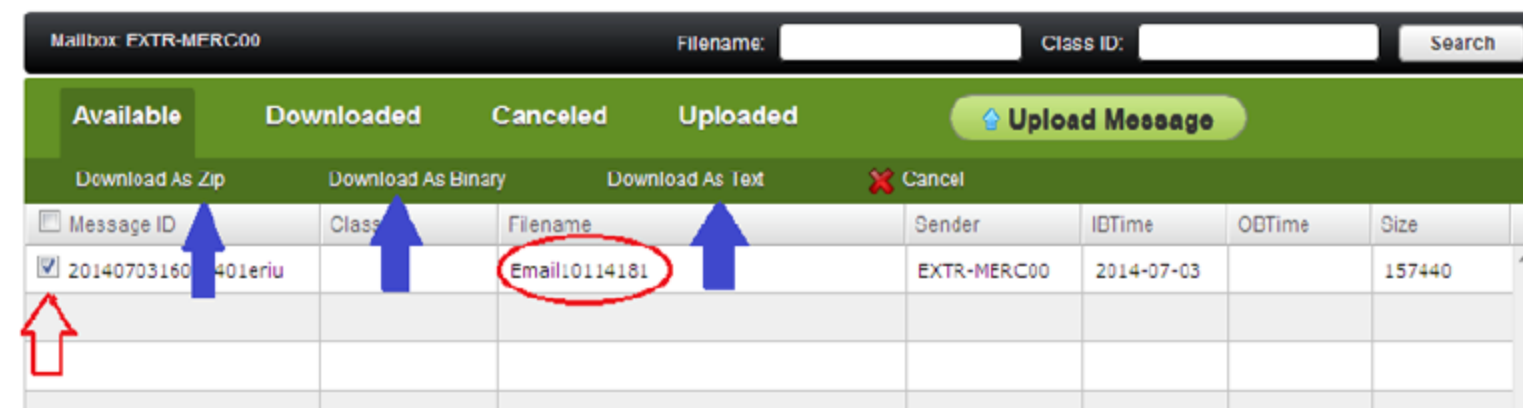 Mailbox: EXTR-MERC00 Filename: Class ID: Search
Available Downloaded Canceled Uploaded Upload Message
Download As Zip Download As Binary Download As Text Cancel
Message ID Class Filename Sender IBTime OBTime Size
Email10114181 EXTR-MERC00 2014-07-03 157440